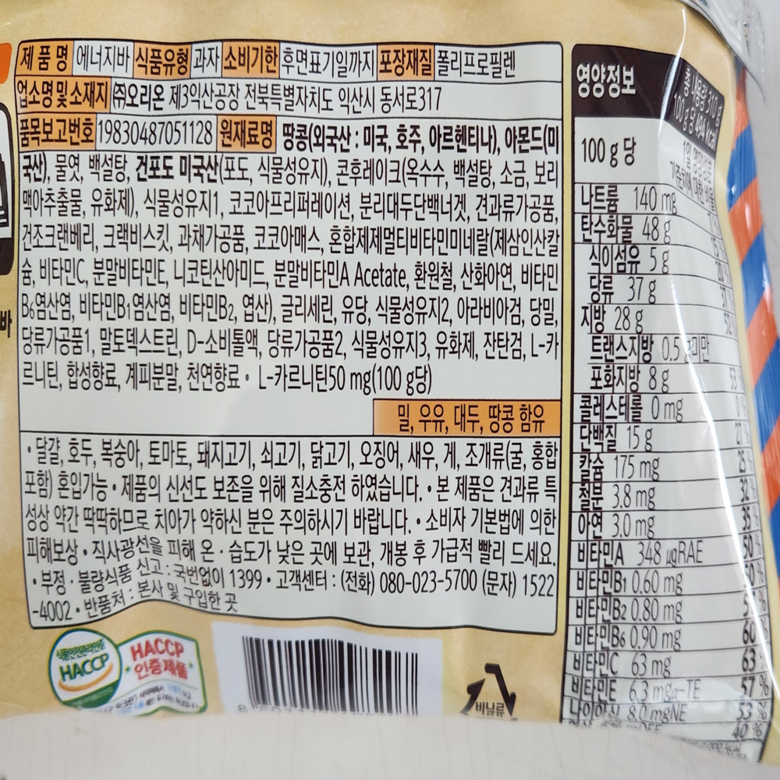 제 품 명 에너지바 식품유형 과자 소비기한 후면표기일까지 포장재질 폴리프로필렌
업소명 및 소재지 ㈜오리온 제3익산공장 전북특별자치도 익산시 동서로317
품목보고번호 19830487051128 원재료명 땅콩(외국산 : 미국, 호주, 아르헨티나), 아몬드(미
국산), 물엿, 백설탕, 건포도 미국산(포도, 식물성유지), 콘후레이크(옥수수, 백설탕, 소금, 보리
맥아추출물, 유화제), 식물성유지1, 코코아프리퍼레이션, 분리대두단백너겟, 견과류가공품,
건조크랜베리, 크랙비스킷, 과채가공품, 코코아매스, 혼합제제멀티비타민미네랄(제삼인산칼
슘, 비타민C, 분말비타민E, 니코틴산아미드, 분말비타민A Acetate, 환원철, 산화아연, 비타민
B₆염산염, 비타민B₁염산염, 비타민B₂, 엽산), 글리세린, 유당, 식물성유지2, 아라비아검, 당밀,
당류가공품1, 말토덱스트린, D-소비톨액, 당류가공품2, 식물성유지3, 유화제, 잔탄검, L-카
르니틴, 합성향료, 계피분말, 천연향료 • L-카르니틴50 mg(100 g당)
밀, 우유, 대두, 땅콩 함유
• 달걀, 호두, 복숭아, 토마토, 돼지고기, 쇠고기, 닭고기, 오징어, 새우, 게, 조개류(굴, 홍합
포함) 혼입가능 • 제품의 신선도 보존을 위해 질소충전 하였습니다. • 본 제품은 견과류 특
성상 약간 딱딱하므로 치아가 약하신 분은 주의하시기 바랍니다. • 소비자 기본법에 의한
피해보상 • 직사광선을 피해 온 · 습도가 낮은 곳에 보관, 개봉 후 가급적 빨리 드세요.
• 부정 · 불량식품 신고 : 국번없이 1399 • 고객센터 : (전화) 080-023-5700 (문자) 1522
-4002 • 반품처 : 본사 및 구입한 곳
HACCP
HACCP
인증제품
비닐류
영양정보
총 내용량
100 g 당
나트륨 140 mg
탄수화물 48 g
식이섬유 5 g
당류 37 g
지방 28 g
트랜스지방 0.5
포화지방 8 g
콜레스테롤 0 mg
단백질 15 g
칼슘 175 mg
철분 3.8 mg
아연 3.0 mg
비타민A 348 µgRAE
비타민B₁ 0.60 mg
비타민B₂ 0.80 mg
비타민B₆ 0.90 mg
비타민C 63 mg
비타민E 6.3 mgα-TE 57 %
나이아신 8.0 mgNE 53 %
40 %